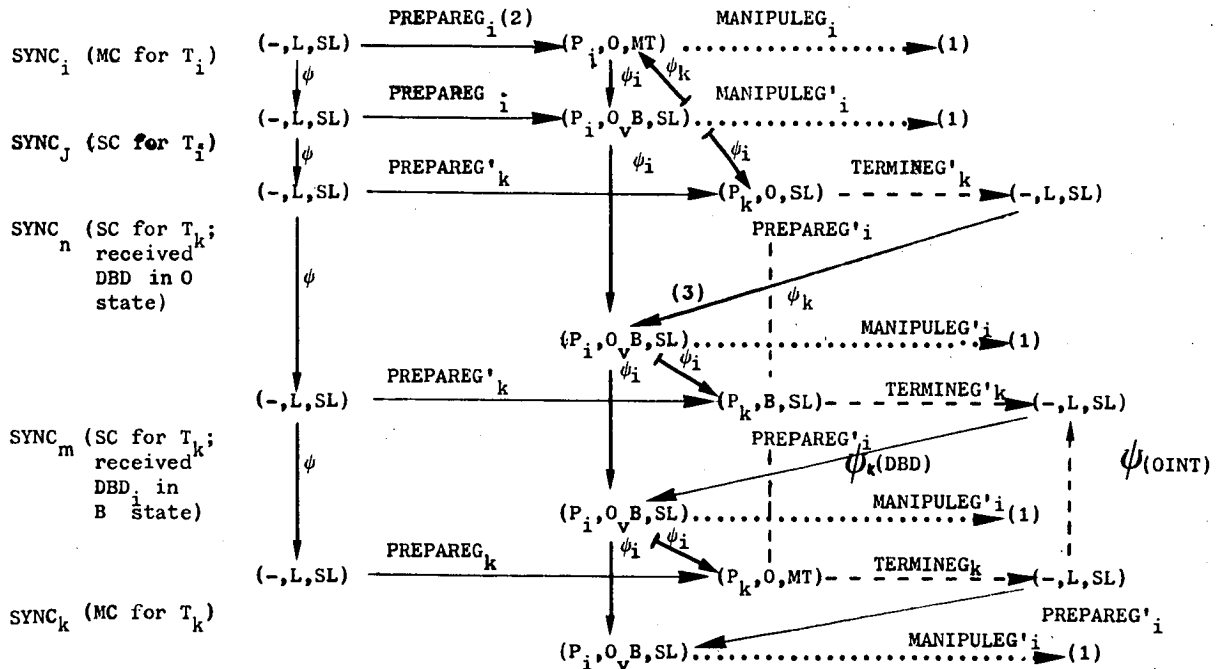 PREPAREG_i(2) MANIPULEG_i
SYNC_i (MC for T_i) (-,L,SL) (P_i,O,MT) (1)
ψ ψ_i ψ_k
PREPAREG_i MANIPULEG'_i
(-,L,SL) (P_i,O_vB,SL) (1)
SYNC_J (SC for T_i)
ψ ψ_i ψ_i
PREPAREG'_k TERMINEG'_k
(-,L,SL) (P_k,O,SL) (-,L,SL)
SYNC_n (SC for T_k;
received
DBD in O
state)
PREPAREG'_i
ψ (3) ψ_k
MANIPULEG'_i
(P_i,O_vB,SL) (1)
ψ_i ψ_i
PREPAREG'_k TERMINEG'_k
(-,L,SL) (P_k,B,SL) (-,L,SL)
SYNC_m (SC for T_k;
received
DBD_i in
B state)
PREPAREG'_i
ψ ψ_k(DBD) ψ(OINT)
MANIPULEG'_i
(P_i,O_vB,SL) (1)
ψ_i ψ_i
PREPAREG_k TERMINEG_k
(-,L,SL) (P_k,O,MT) (-,L,SL)
SYNC_k (MC for T_k)
PREPAREG'_i
MANIPULEG'_i
(P_i,O_vB,SL) (1)